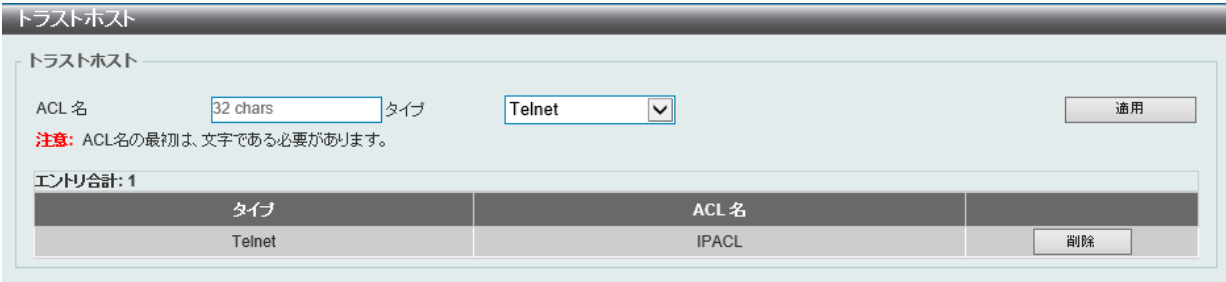 トラストホスト
トラストホスト
ACL 名 32 chars タイプ Telnet 適用
注意: ACL名の最初は、文字である必要があります。
エントリ合計: 1
タイプ ACL 名
Telnet IPACL 削除